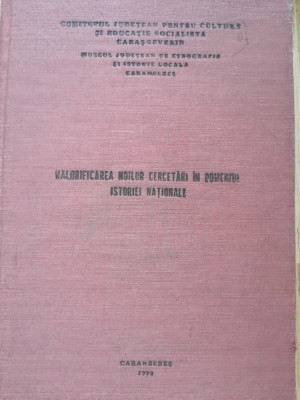 COMITETUL JUDEȚEAN PENTRU CULTURĂ
ȘI EDUCAȚIE SOCIALISTĂ
CARAȘ-SEVERIN
MUZEUL JUDEȚEAN DE ETNOGRAFIE
ȘI ISTORIE LOCALĂ
CARANSEBEȘ
VALORIFICAREA NOILOR CERCETĂRI ÎN DOMENIUL
ISTORIEI NAȚIONALE
CARANSEBEȘ